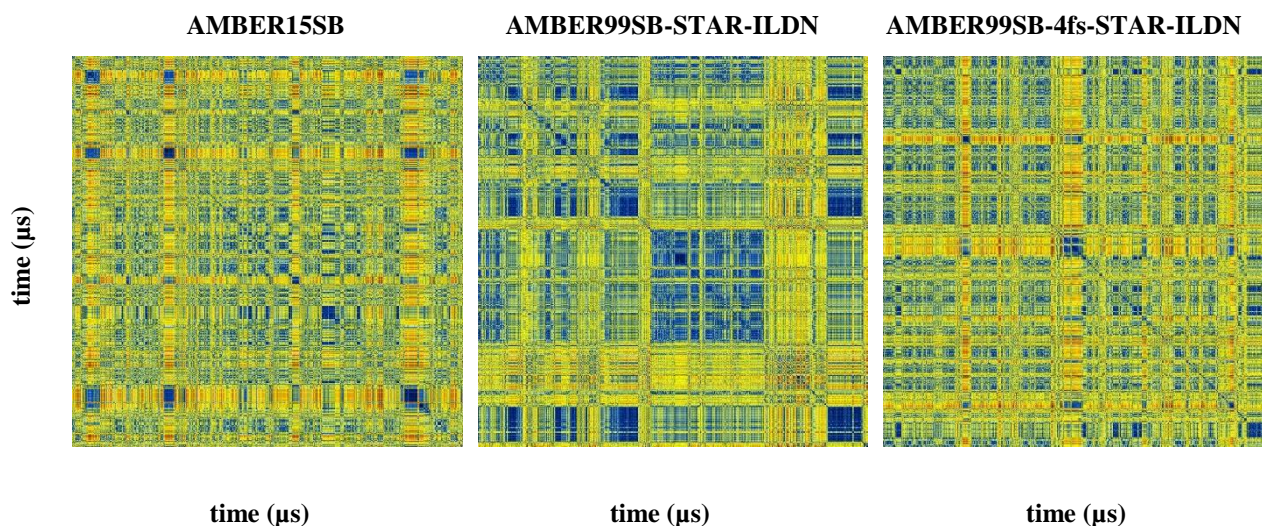 AMBER15SB
AMBER99SB-STAR-ILDN
AMBER99SB-4fs-STAR-ILDN
time (µs)
time (µs)
time (µs)
time (µs)